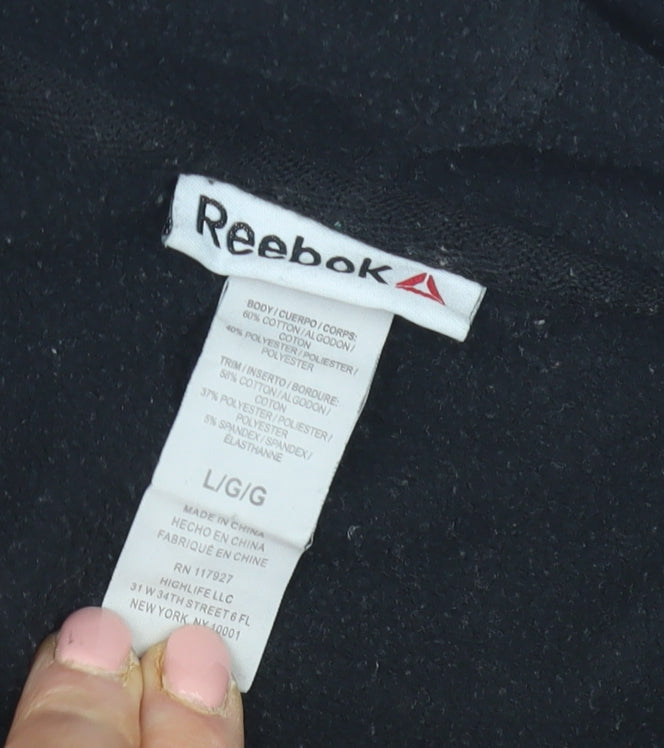 Reebok
BODY / CUERPO / CORPS:
60% COTTON / ALGODON /
COTON
40% POLYESTER / POLIESTER /
POLYESTER
TRIM / INSERTO / BORDURE:
58% COTTON / ALGODON /
COTON
37% POLYESTER / POLIESTER /
POLYESTER
5% SPANDEX / SPANDEX /
ÉLASTHANNE
L/G/G
MADE IN CHINA
HECHO EN CHINA
FABRIQUÉ EN CHINE
RN 117927
HIGHLIFE LLC
31 W 34TH STREET 6 FL
NEW YORK, NY 10001